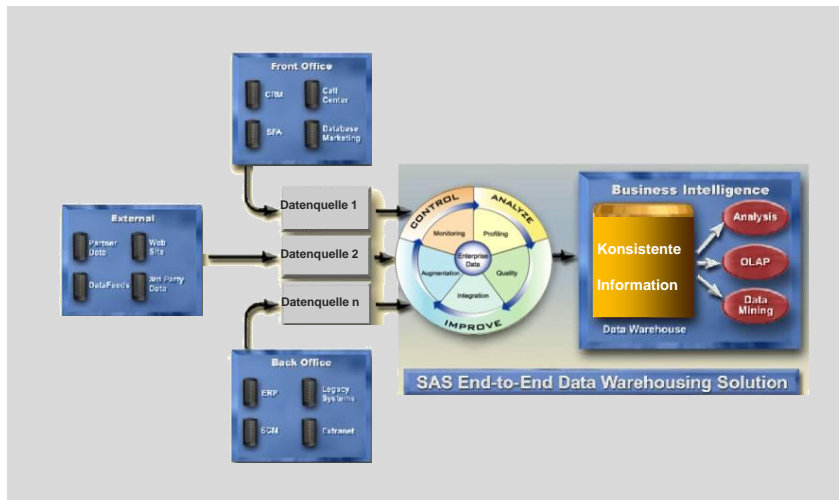 Front Office
CRM
Call
Center
SFA
Database
Marketing
External
Partner
Data
Web
Site
DataFeeds
3rd Party
Data
Datenquelle 1
Datenquelle 2
Datenquelle n
Back Office
ERP
Legacy
Systems
SCM
Extranet
CONTROL
ANALYZE
IMPROVE
Monitoring
Profiling
Augmentation
Enterprise
Data
Quality
Integration
Business Intelligence
Konsistente
Information
Data Warehouse
Analysis
OLAP
Data
Mining
SAS End-to-End Data Warehousing Solution